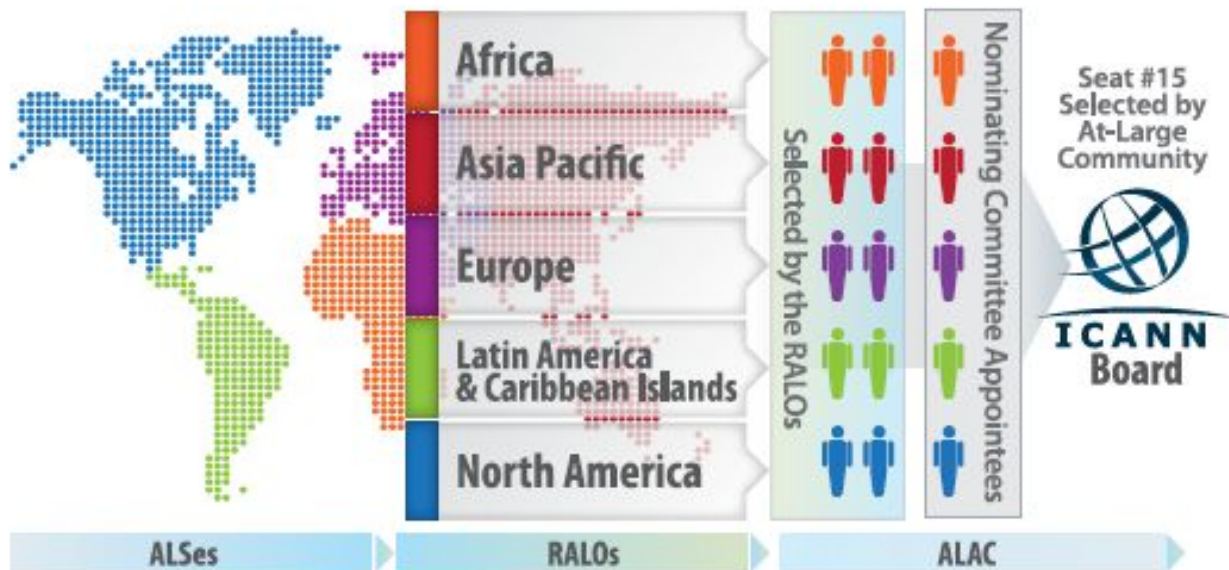 Africa
Asia Pacific
Europe
Latin America
& Caribbean Islands
North America
Selected by the RALOs
Nominating Committee Appointees
Seat #15
Selected by
At-Large
Community
ICANN
Board
ALSes
RALOs
ALAC